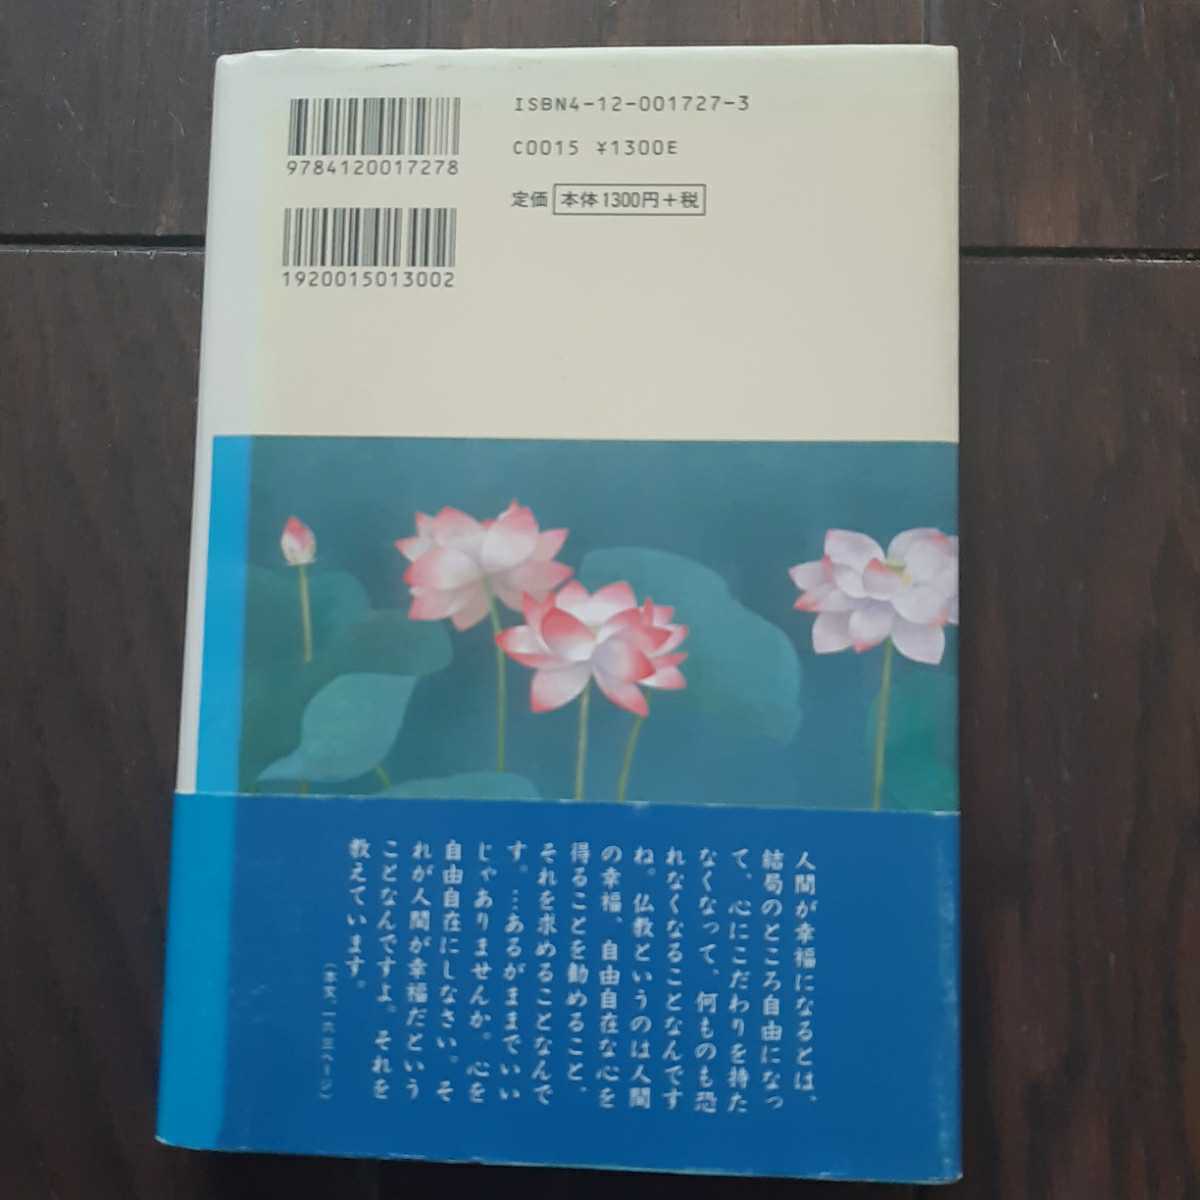 ISBN4-12-001727-3
9784120017278
C0015 ¥1300E
定価 本体1300円+税
1920015013002
人間が幸福になるとは、
結局のところ自由になっ
て、心にこだわりを持た
なくなって、何ものも恐
れなくなることなんです
ね。仏教というのは人間
の幸福、自由自在な心を
得ることを勧めること、
それを求めることなんで
す。…あるがままでいい
じゃありませんか。心を
自由自在にしなさい。そ
れが人間が幸福だという
ことなんですよ。それを
教えています。
(本文、一六三ページ)